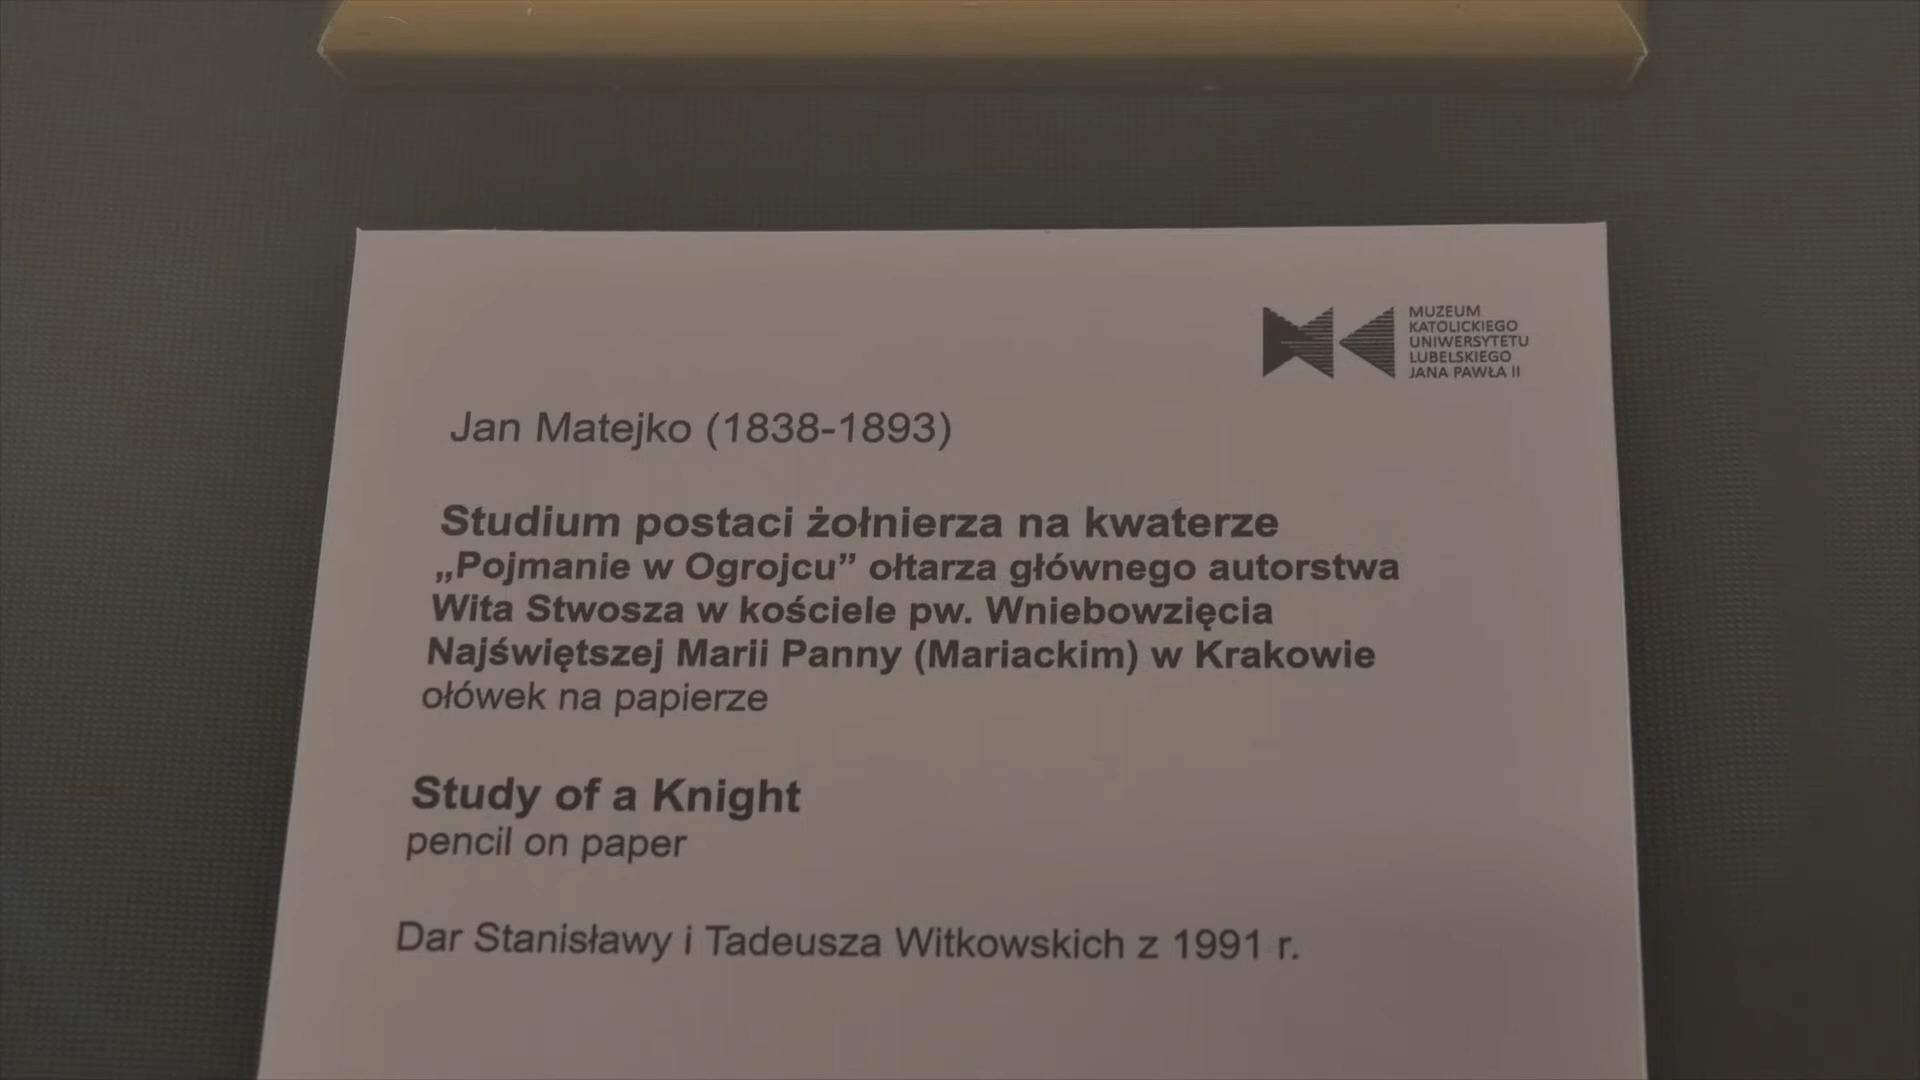 MUZEUM
KATOLICKIEGO
UNIWERSYTETU
LUBELSKIEGO
JANA PAWŁA II
Jan Matejko (1838-1893)
Studium postaci żołnierza na kwaterze
„Pojmanie w Ogrojcu” ołtarza głównego autorstwa
Wita Stwosza w kościele pw. Wniebowzięcia
Najświętszej Marii Panny (Mariackim) w Krakowie
ołówek na papierze
Study of a Knight
pencil on paper
Dar Stanisławy i Tadeusza Witkowskich z 1991 r.